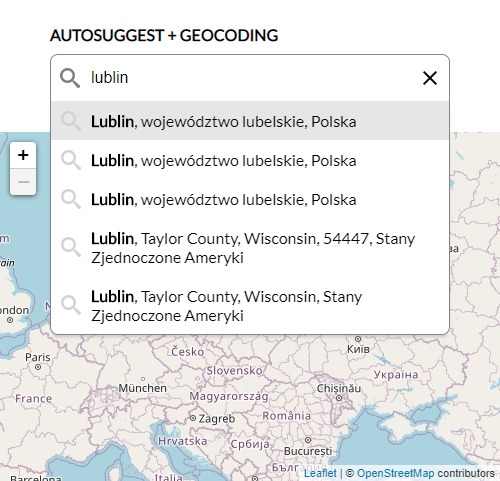 AUTOSUGGEST + GEOCODING
lublin
Lublin, województwo lubelskie, Polska
Lublin, województwo lubelskie, Polska
Lublin, województwo lubelskie, Polska
Lublin, Taylor County, Wisconsin, 54447, Stany
Zjednoczone Ameryki
Lublin, Taylor County, Wisconsin, Stany
Zjednoczone Ameryki
+
−
ondon
Paris
Київ
Česko
Slovensko
Україна
München
Magyarország
Chișinău
Zagreb
România
Hrvatska
Србија
București
Barcelona
Italia
Бълг
Leaflet | © OpenStreetMap contributors